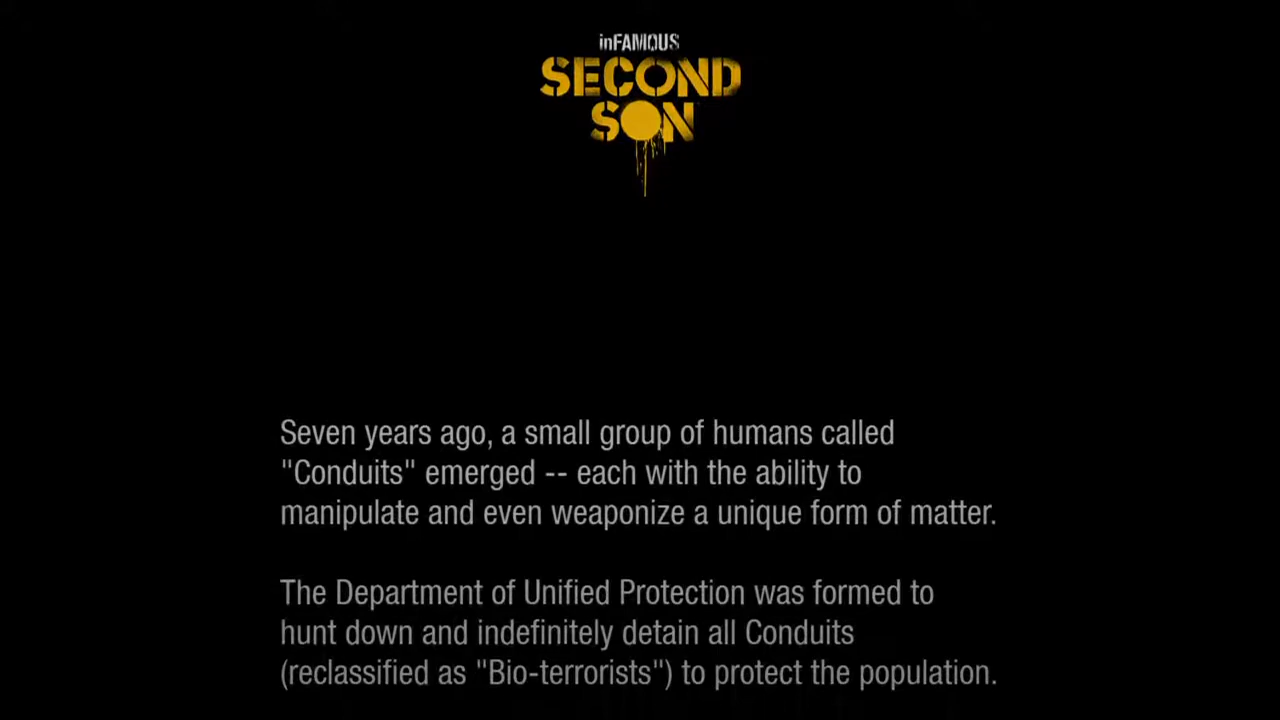 inFAMOUS
SECOND
SON
Seven years ago, a small group of humans called
"Conduits" emerged -- each with the ability to
manipulate and even weaponize a unique form of matter.
The Department of Unified Protection was formed to
hunt down and indefinitely detain all Conduits
(reclassified as "Bio-terrorists") to protect the population.